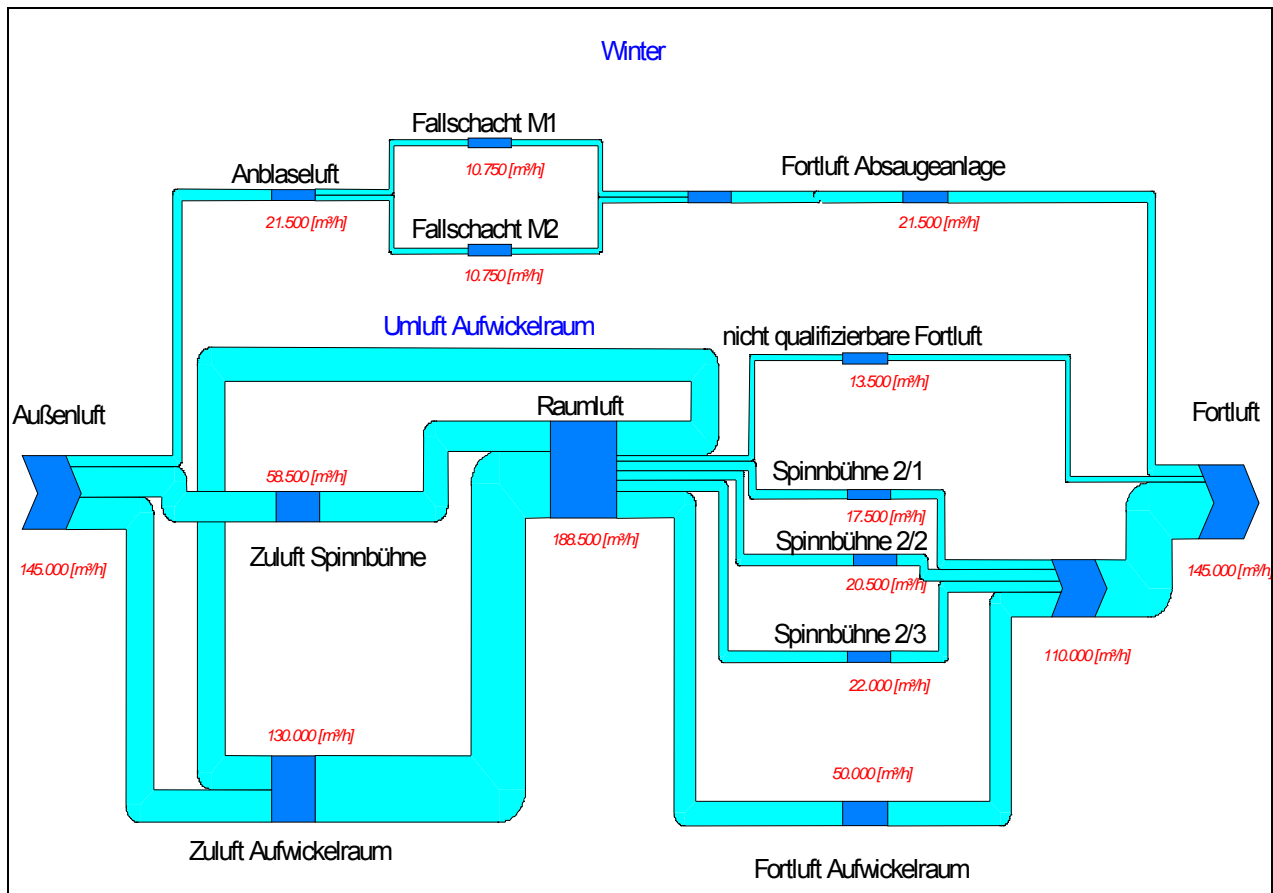 Winter
Fallschacht M1
10.750 [m³/h]
Anblaseluft
21.500 [m³/h]
Fortluft Absaugeanlage
21.500 [m³/h]
Fallschacht M2
10.750 [m³/h]
Umluft Aufwickelraum
nicht qualifizierbare Fortluft
13.500 [m³/h]
Außenluft
145.000 [m³/h]
Raumluft
188.500 [m³/h]
Fortluft
145.000 [m³/h]
58.500 [m³/h]
Zuluft Spinnbühne
Spinnbühne 2/1
17.500 [m³/h]
Spinnbühne 2/2
20.500 [m³/h]
Spinnbühne 2/3
22.000 [m³/h]
110.000 [m³/h]
130.000 [m³/h]
Zuluft Aufwickelraum
50.000 [m³/h]
Fortluft Aufwickelraum